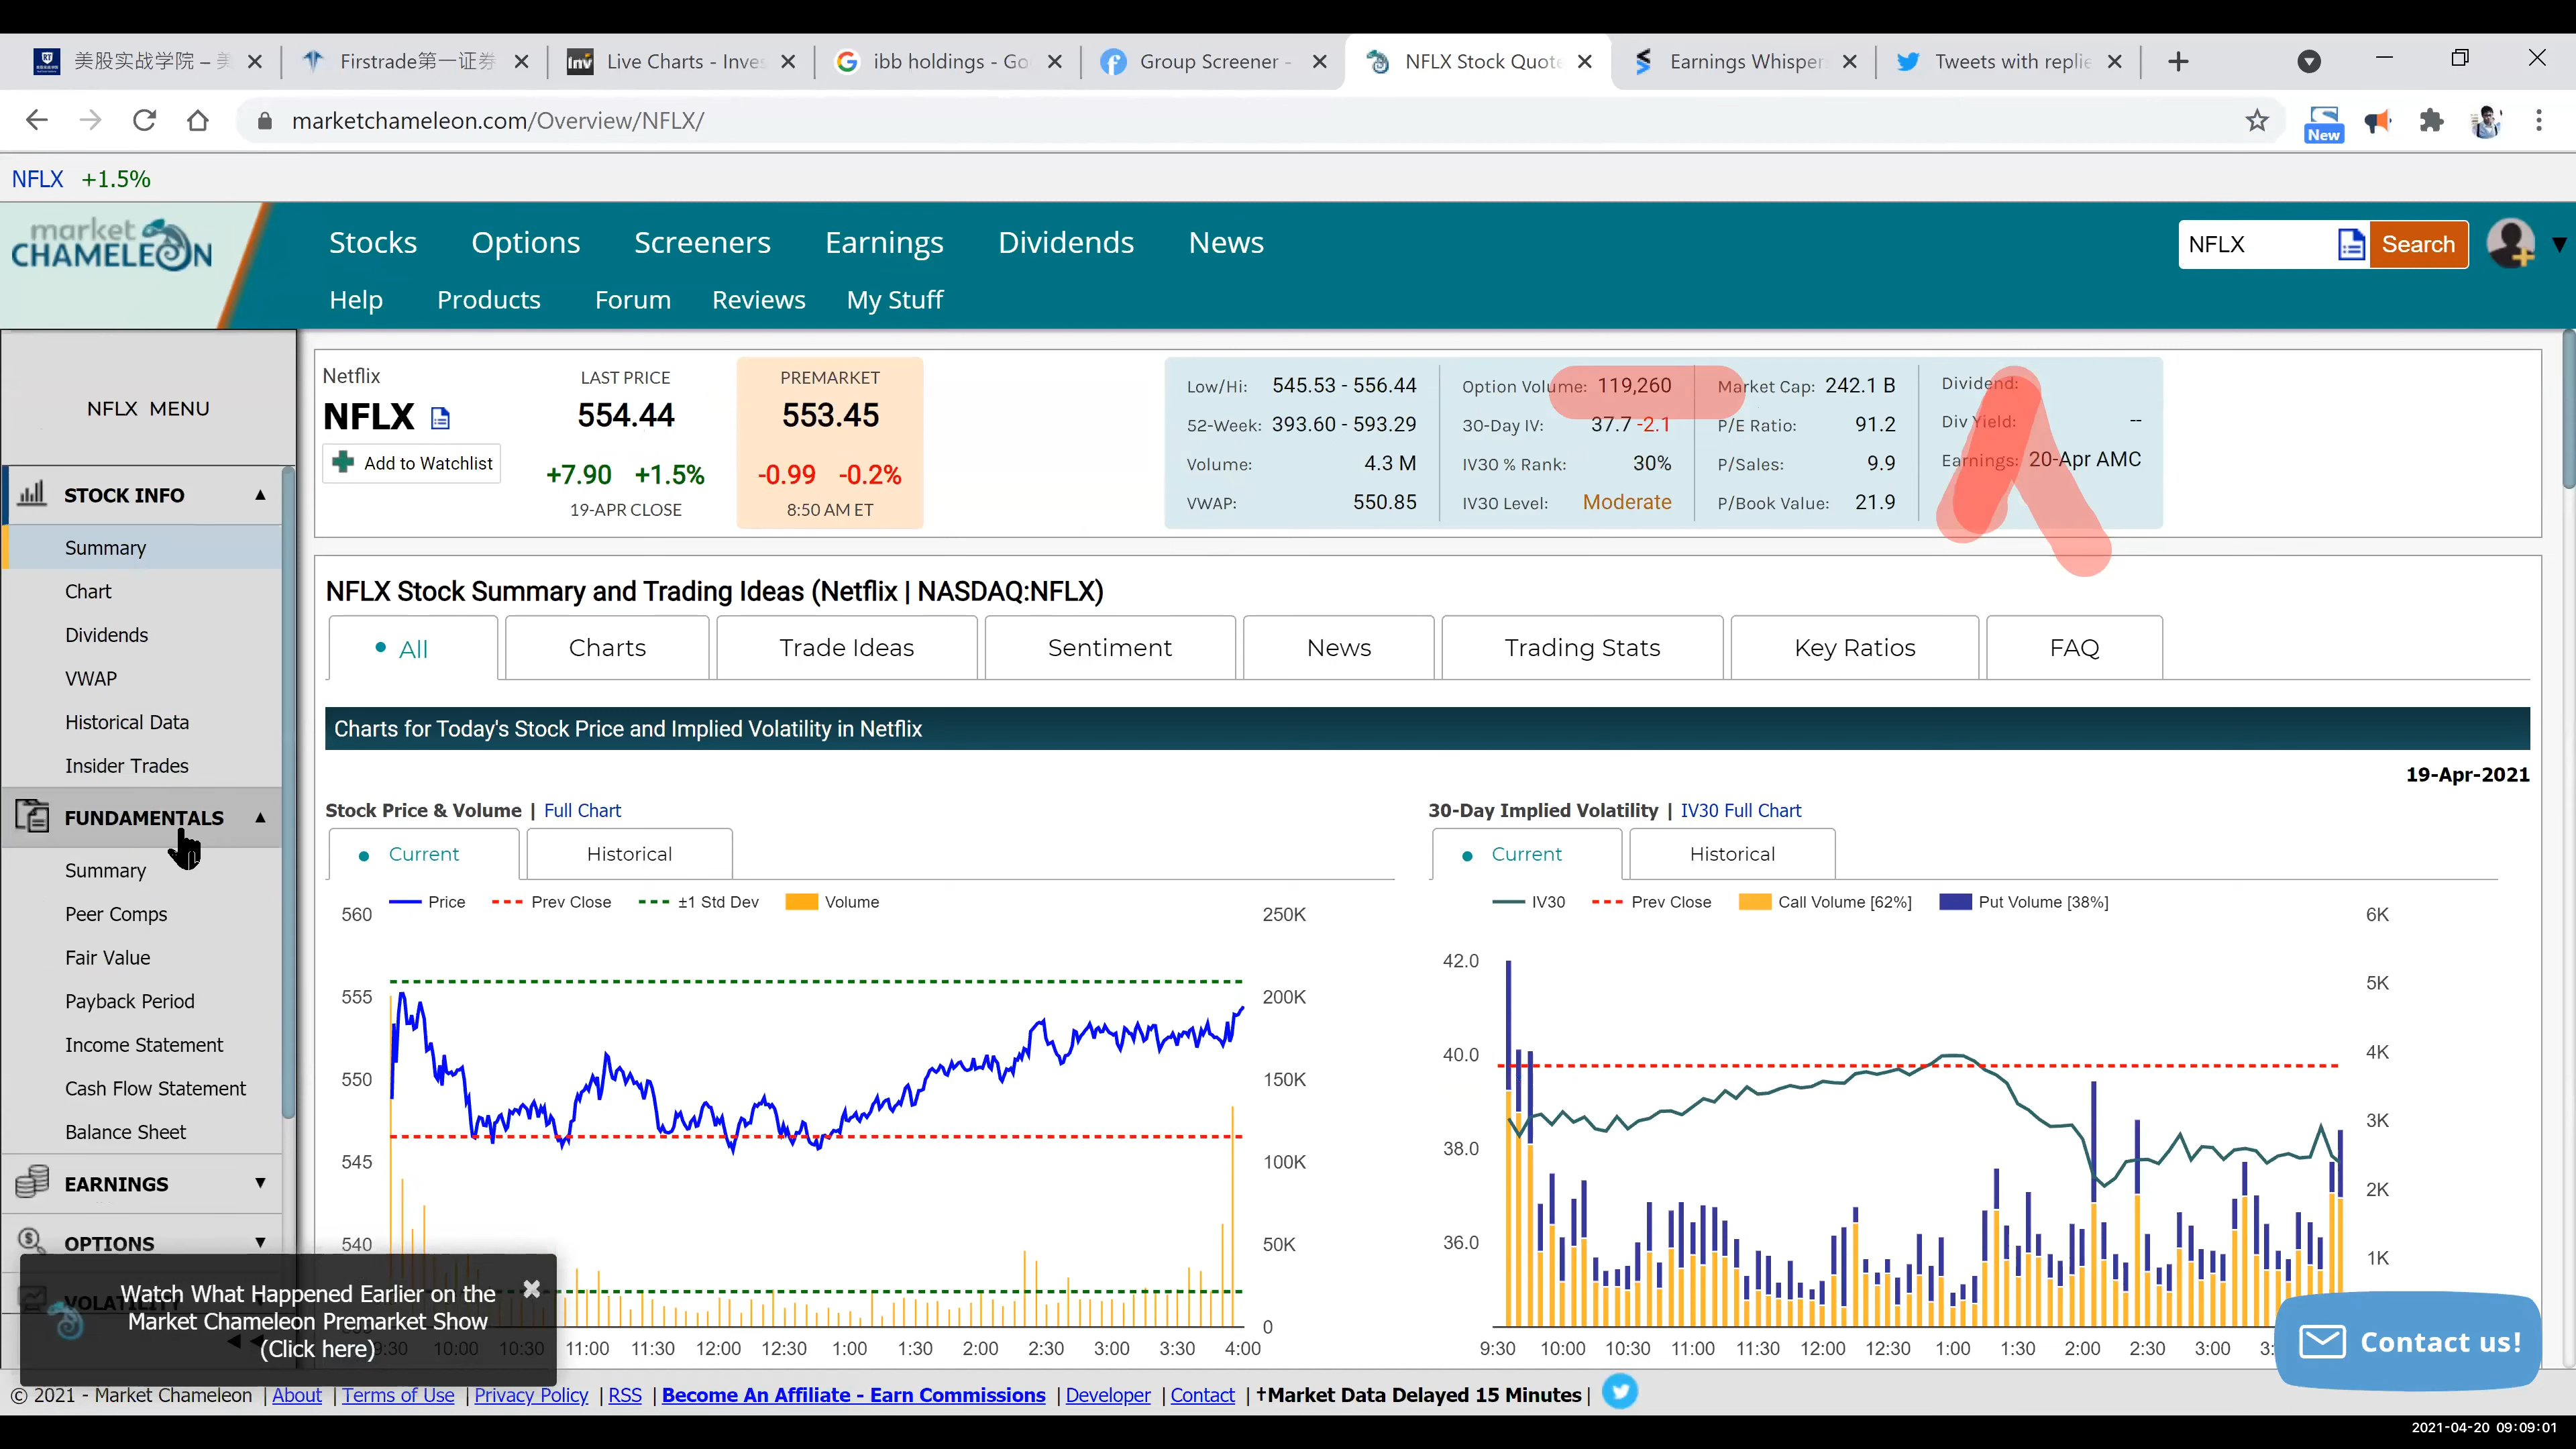 美股实战学院 –
Firstrade第一证券
Live Charts - Inves
ibb holdings - Go
Group Screener -
NFLX Stock Quote
Earnings Whisper
Tweets with replie
marketchameleon.com/Overview/NFLX/
New
NFLX +1.5%
market CHAMELEON
Stocks Options Screeners Earnings Dividends News
Help Products Forum Reviews My Stuff
NFLX Search
NFLX MENU
STOCK INFO
Summary
Chart
Dividends
VWAP
Historical Data
Insider Trades
FUNDAMENTALS
Summary
Peer Comps
Fair Value
Payback Period
Income Statement
Cash Flow Statement
Balance Sheet
EARNINGS
OPTIONS
VOLATILITY
Watch What Happened Earlier on the
Market Chameleon Premarket Show
(Click here)
Netflix
NFLX
Add to Watchlist
LAST PRICE
554.44
+7.90 +1.5%
19-APR CLOSE
PREMARKET
553.45
-0.99 -0.2%
8:50 AM ET
Low/Hi: 545.53 - 556.44
52-Week: 393.60 - 593.29
Volume: 4.3 M
VWAP: 550.85
Option Volume: 119,260
30-Day IV: 37.7 -2.1
IV30 % Rank: 30%
IV30 Level: Moderate
Market Cap: 242.1 B
P/E Ratio: 91.2
P/Sales: 9.9
P/Book Value: 21.9
Dividend:
Div Yield: --
Earnings: 20-Apr AMC
NFLX Stock Summary and Trading Ideas (Netflix | NASDAQ:NFLX)
All Charts Trade Ideas Sentiment News Trading Stats Key Ratios FAQ
Charts for Today's Stock Price and Implied Volatility in Netflix
19-Apr-2021
Stock Price & Volume | Full Chart
Current Historical
Price Prev Close ±1 Std Dev Volume
560 250K
555 200K
550 150K
545 100K
540 50K
0
9:30 10:00 10:30 11:00 11:30 12:00 12:30 1:00 1:30 2:00 2:30 3:00 3:30 4:00
30-Day Implied Volatility | IV30 Full Chart
Current Historical
IV30 Prev Close Call Volume [62%] Put Volume [38%]
6K
42.0
5K
40.0 4K
3K
38.0
2K
36.0
1K
9:30 10:00 10:30 11:00 11:30 12:00 12:30 1:00 1:30 2:00 2:30 3:00
Contact us!
© 2021 - Market Chameleon | About | Terms of Use | Privacy Policy | RSS | Become An Affiliate - Earn Commissions | Developer | Contact | †Market Data Delayed 15 Minutes |
2021-04-20 09:09:01